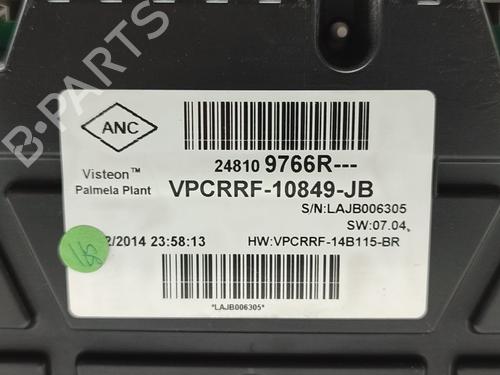 B-PARTS
ANC
24810 9766R---
Visteon™
Palmela Plant
VPCRRF-10849-JB
S/N:LAJB006305
SW:07.04
2/2014 23:58:13
HW:VPCRRF-14B115-BR
*LAJB006305*